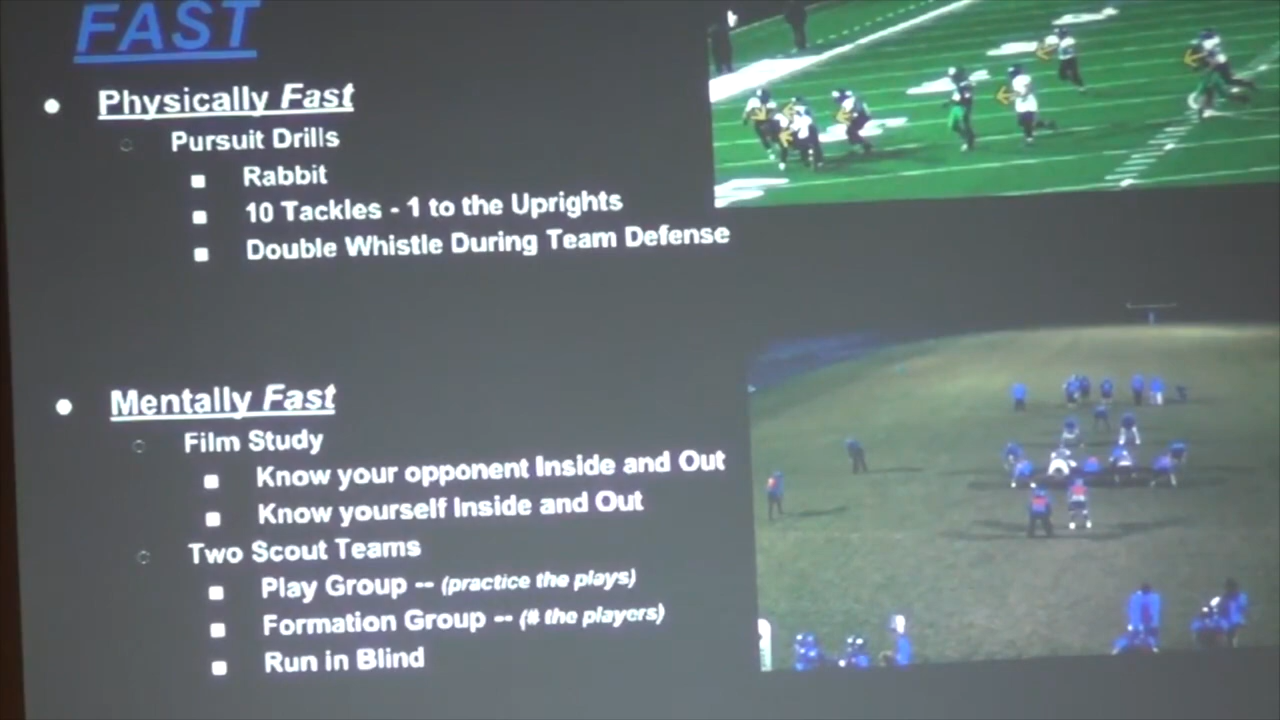 FAST
Physically Fast
Pursuit Drills
Rabbit
10 Tackles - 1 to the Uprights
Double Whistle During Team Defense
Mentally Fast
Film Study
Know your opponent Inside and Out
Know yourself Inside and Out
Two Scout Teams
Play Group -- (practice the plays)
Formation Group -- (# the players)
Run in Blind